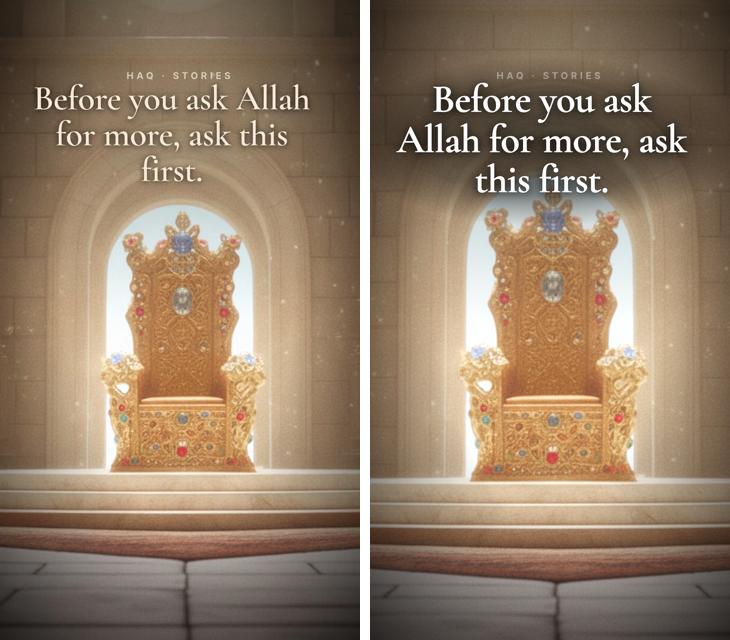 HAQ · STORIES
Before you ask Allah
for more, ask this
first.
HAQ · STORIES
Before you ask
Allah for more, ask
this first.